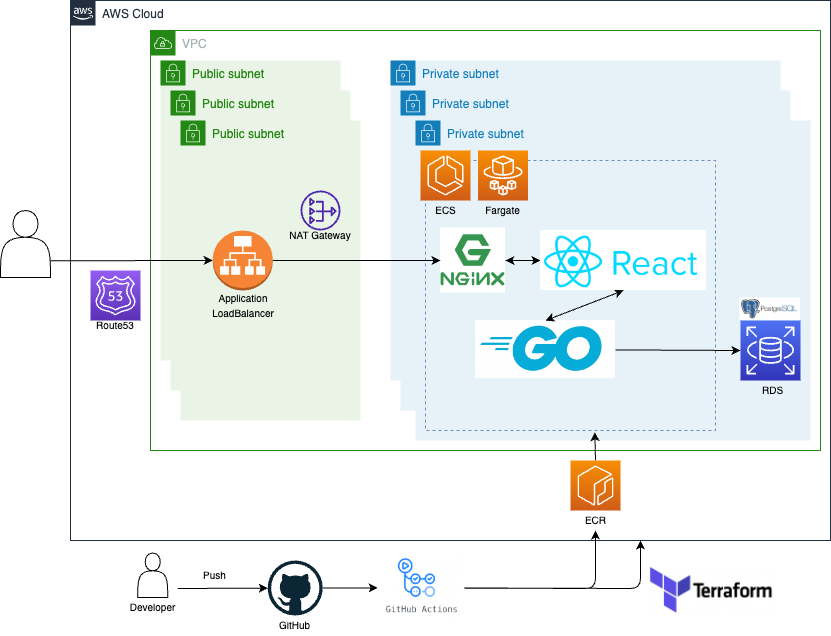 aws
AWS Cloud
VPC
Public subnet
Public subnet
Public subnet
Private subnet
Private subnet
Private subnet
ECS
Fargate
NAT Gateway
NGINX
React
53
Route53
Application
LoadBalancer
GO
PostgreSQL
RDS
ECR
Push
Developer
GitHub
GitHub Actions
Terraform